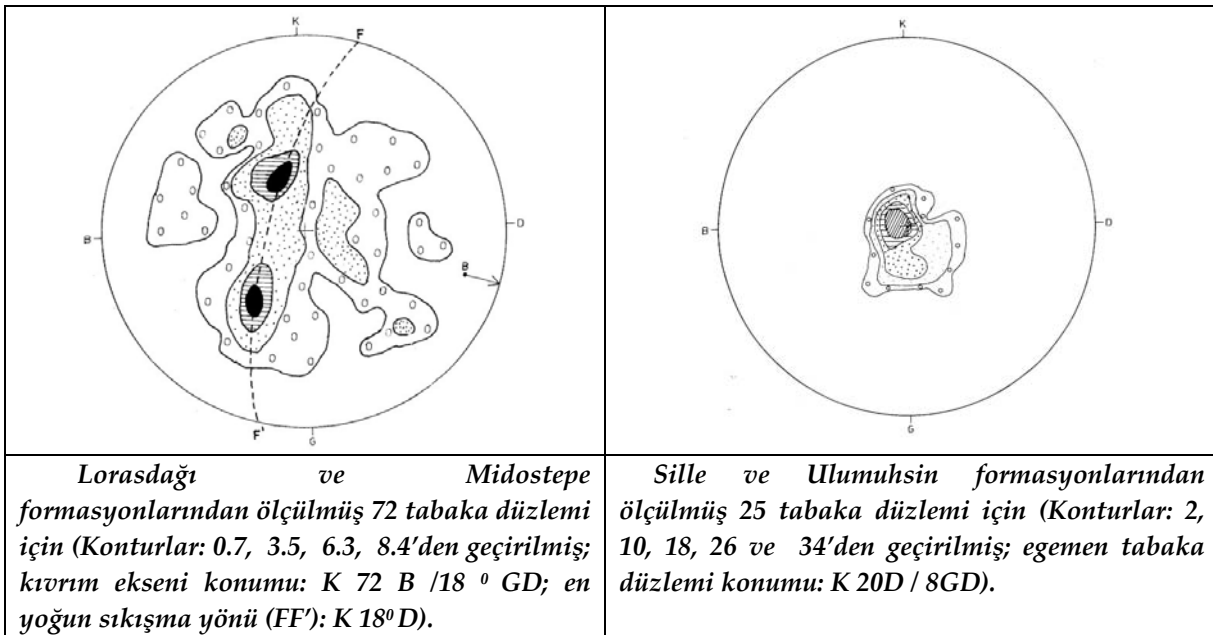 K
F
B
D
B
F'
G
K
B
D
G
Lorasdağı ve Midostepe
formasyonlarından ölçülmüş 72 tabaka düzlemi
için (Konturlar: 0.7, 3.5, 6.3, 8.4'den geçirilmiş;
kıvrım ekseni konumu: K 72 B /18 ⁰ GD; en
yoğun sıkışma yönü (FF'): K 18⁰ D).
Sille ve Ulumuhsin formasyonlarından
ölçülmüş 25 tabaka düzlemi için (Konturlar: 2,
10, 18, 26 ve 34'den geçirilmiş; egemen tabaka
düzlemi konumu: K 20D / 8GD).